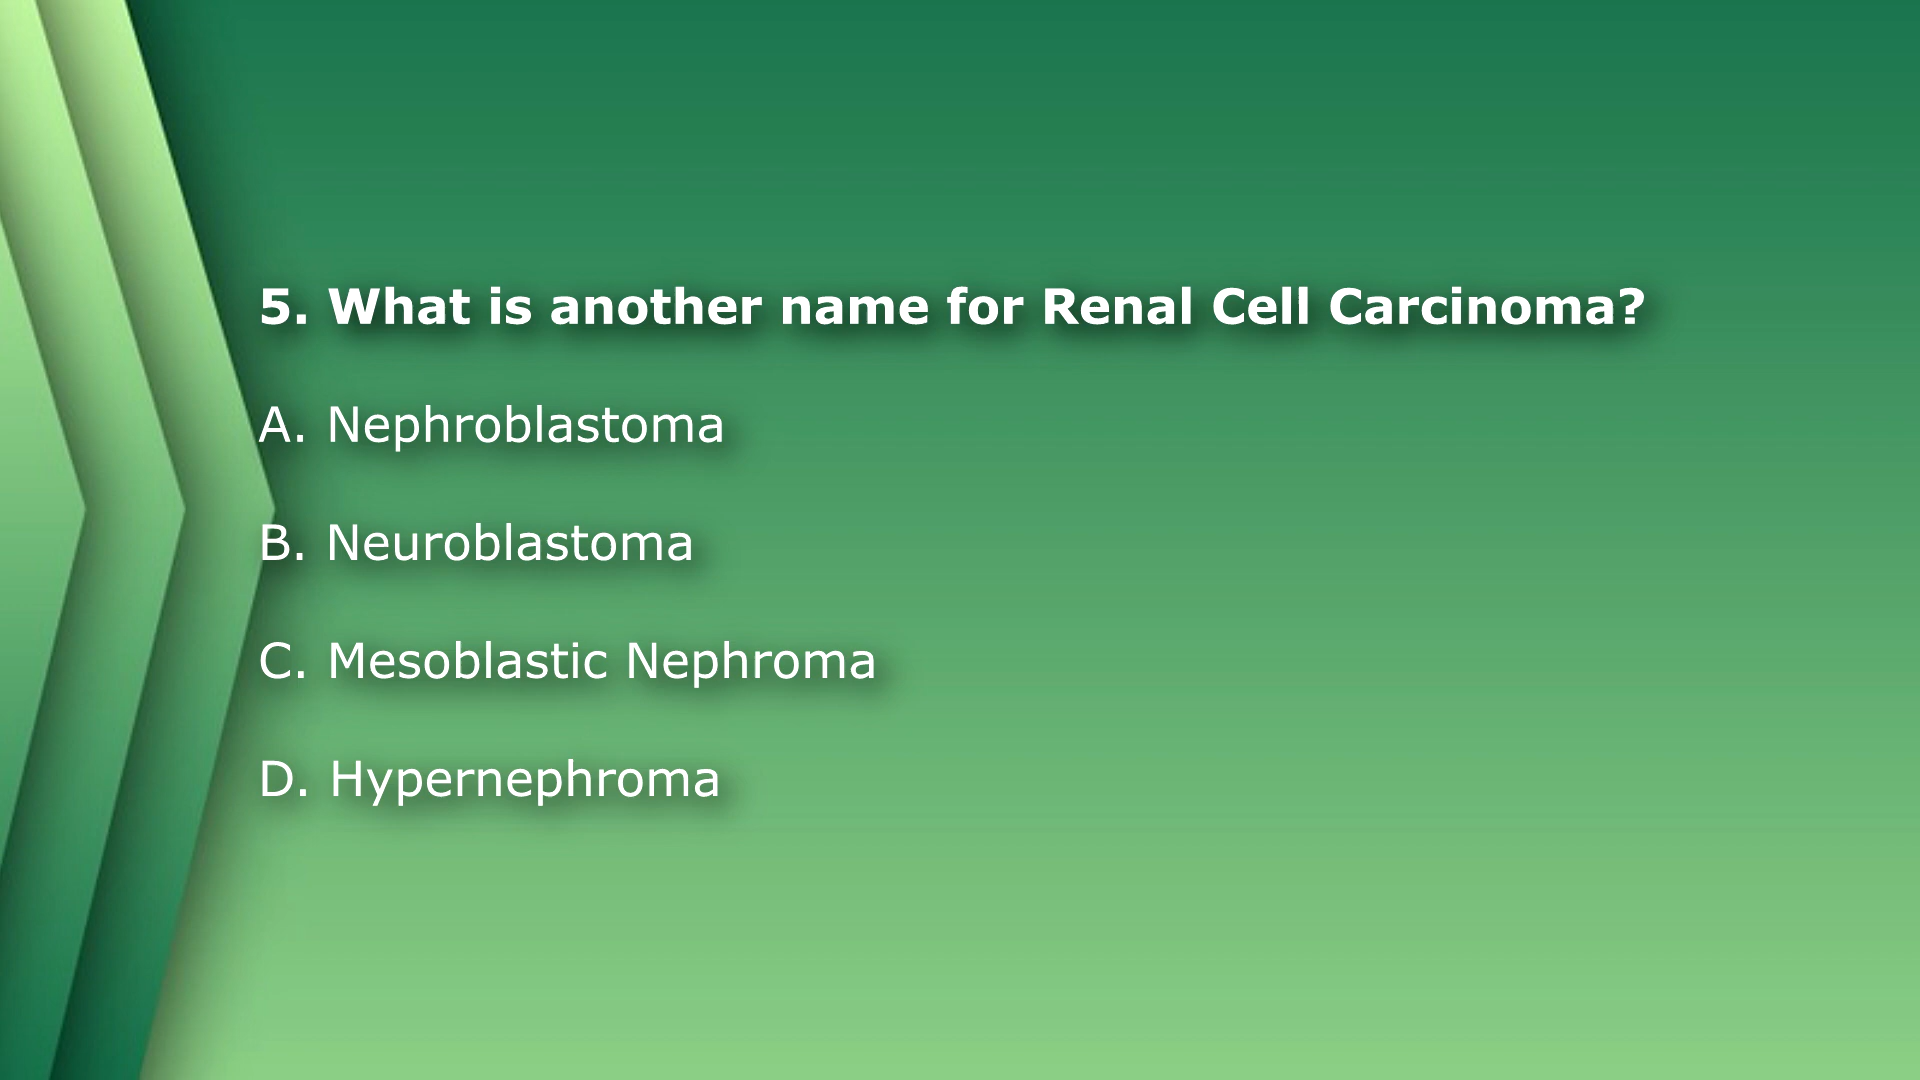 5. What is another name for Renal Cell Carcinoma?
A. Nephroblastoma
B. Neuroblastoma
C. Mesoblastic Nephroma
D. Hypernephroma